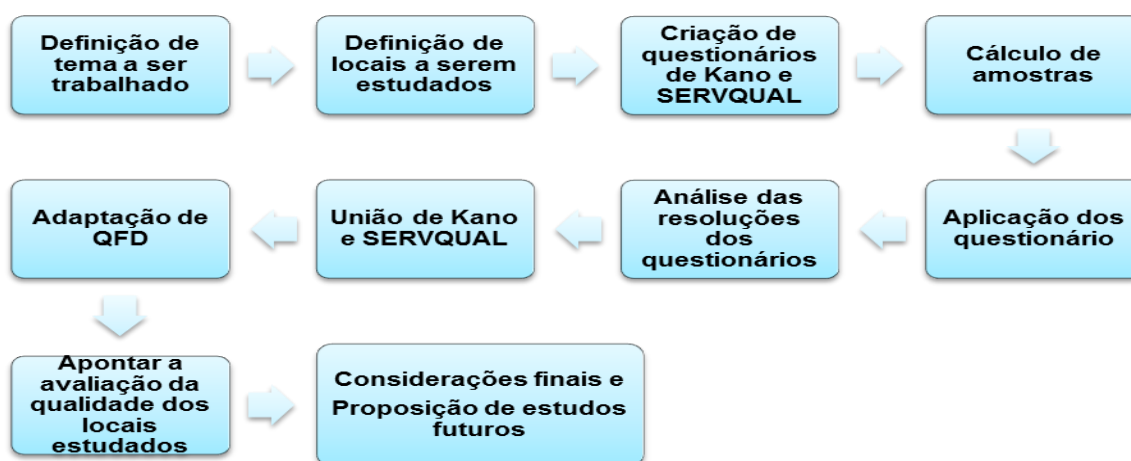 Definição de
tema a ser
trabalhado
Definição de
locais a serem
estudados
Criação de
questionários
de Kano e
SERVQUAL
Cálculo de
amostras
Aplicação dos
questionário
Análise das
resoluções
dos
questionários
União de Kano
e SERVQUAL
Adaptação de
QFD
Apontar a
avaliação da
qualidade dos
locais
estudados
Considerações finais e
Proposição de estudos
futuros